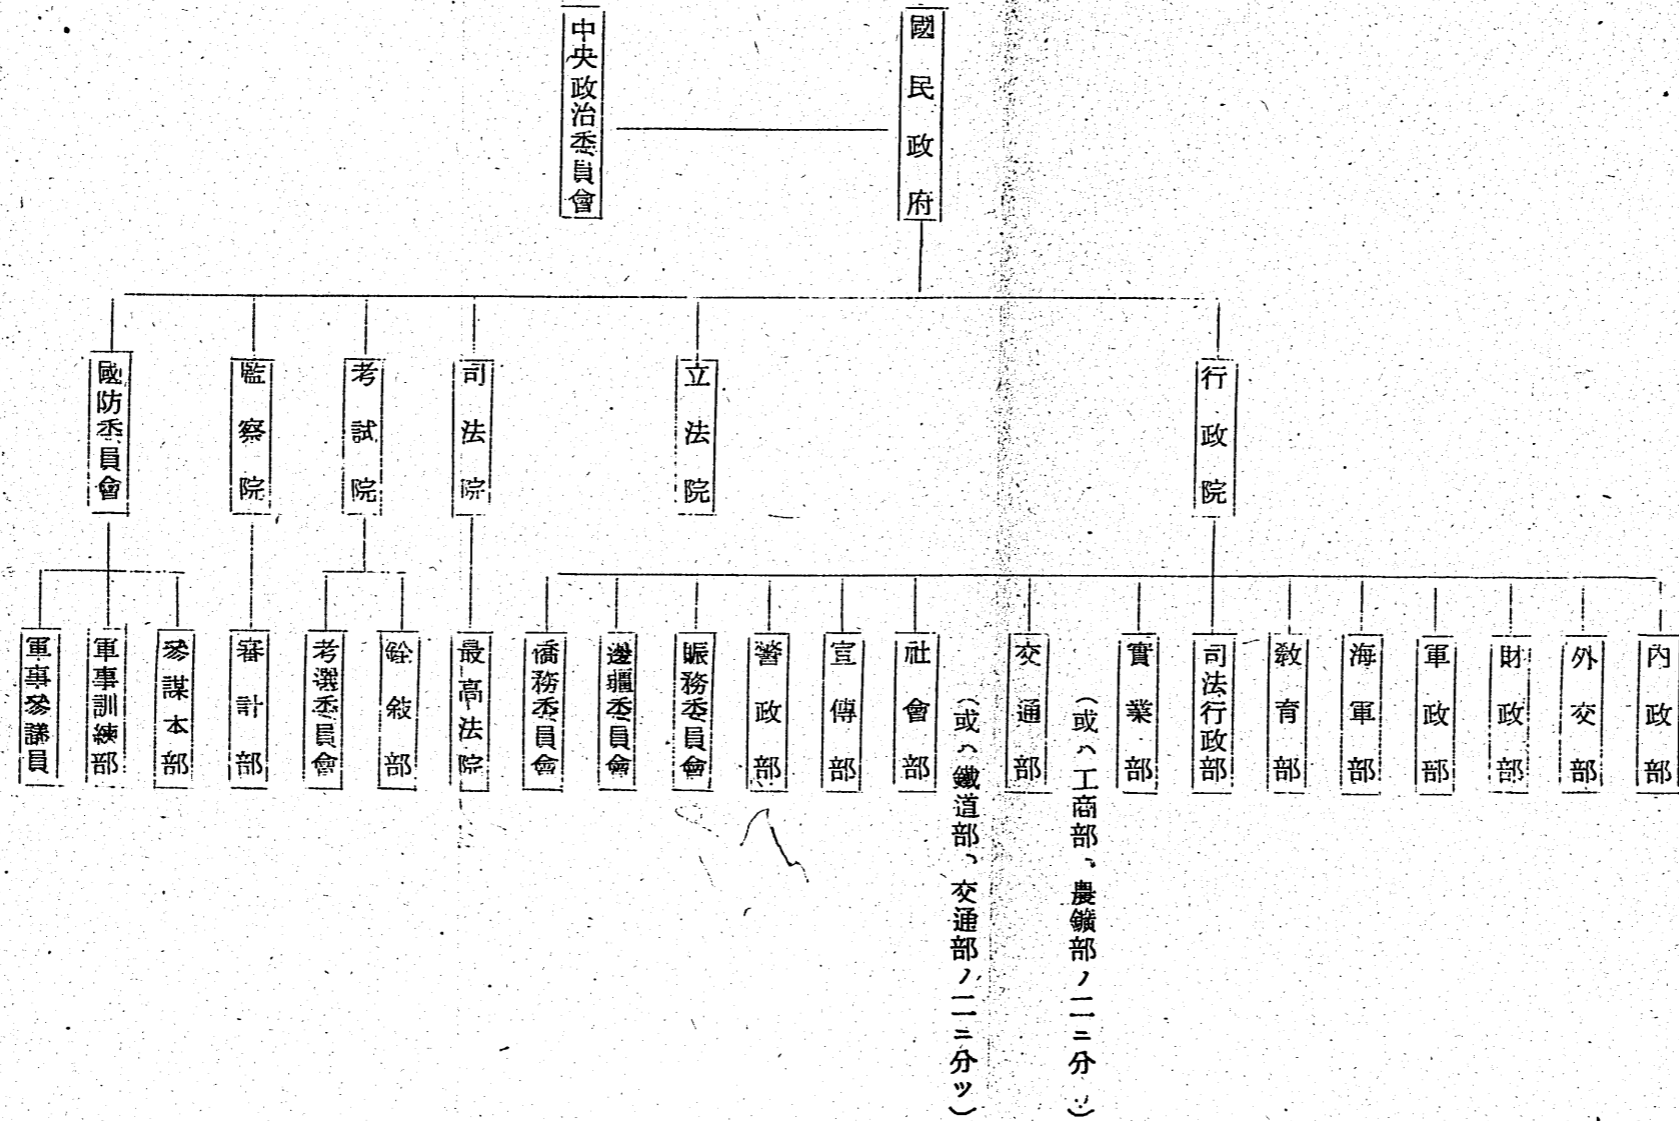 國民政府
中央政治委員會
行政院
立法院
司法院
考試院
監察院
國防委員會
內政部
外交部
財政部
軍政部
海軍部
敎育部
司法行政部
實業部
(或ハ工商部、農鑛部ノ二ニ分ツ)
交通部
(或ハ鐵道部、交通部ノ二ニ分ツ)
社會部
宣傳部
警政部
賑務委員會
邊疆委員會
僑務委員會
最高法院
銓敍部
考選委員會
審計部
參謀本部
軍事訓練部
軍事參議員